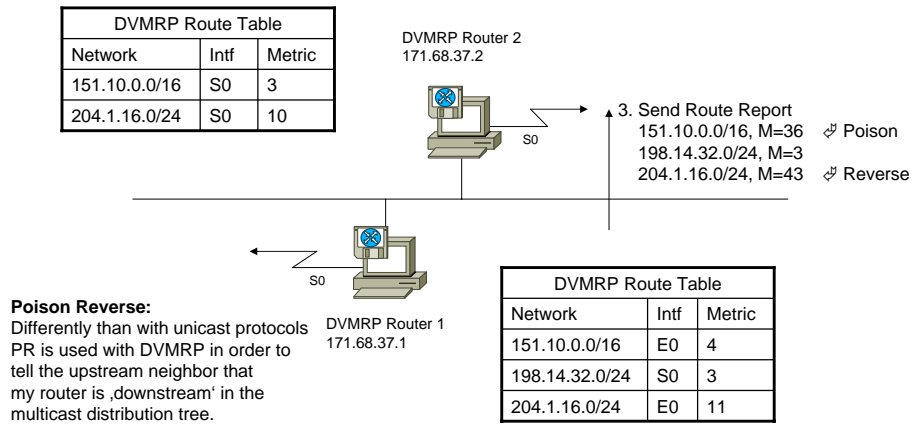 DVMRP Route Table
Network Intf Metric
151.10.0.0/16 S0 3
204.1.16.0/24 S0 10
DVMRP Router 2
171.68.37.2
S0
3. Send Route Report
151.10.0.0/16, M=36 Poison
198.14.32.0/24, M=3
204.1.16.0/24, M=43 Reverse
S0
DVMRP Router 1
171.68.37.1
Poison Reverse:
Differently than with unicast protocols
PR is used with DVMRP in order to
tell the upstream neighbor that
my router is ‚downstream‘ in the
multicast distribution tree.
DVMRP Route Table
Network Intf Metric
151.10.0.0/16 E0 4
198.14.32.0/24 S0 3
204.1.16.0/24 E0 11